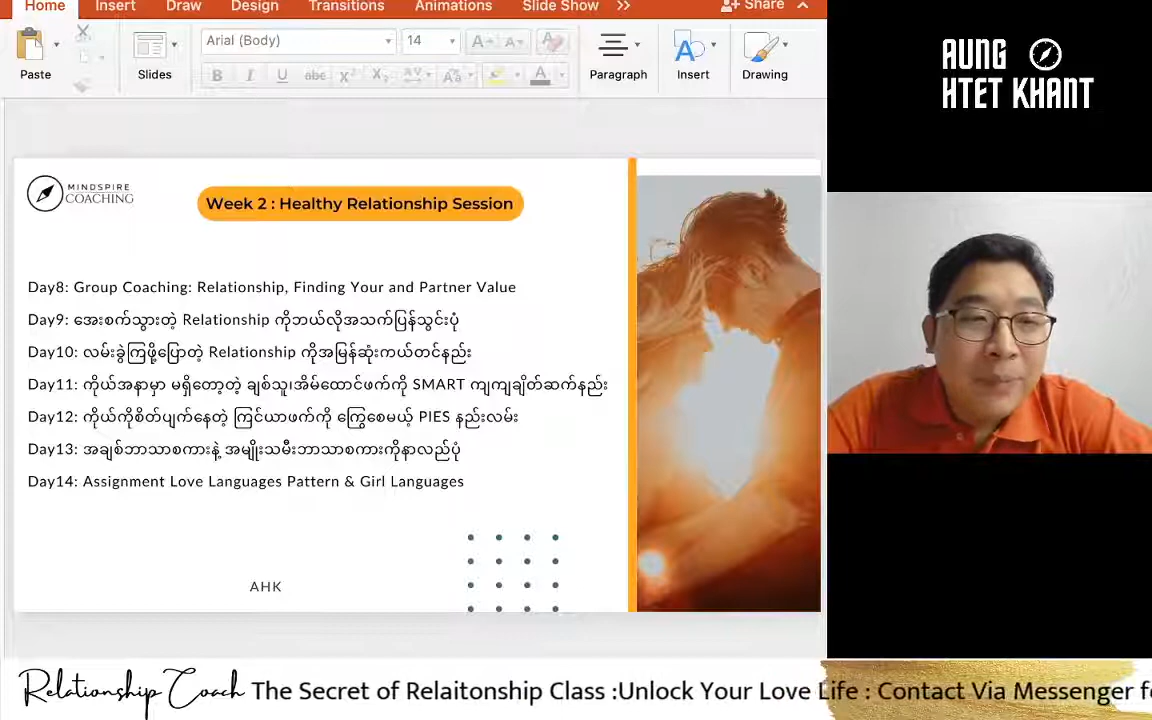 Home Insert Draw Design Transitions Animations Slide Show >> Share
Arial (Body) 14
Paste Slides B I U abc X² X₂ AV Aa A Paragraph Insert Drawing
AUNG
HTET KHANT
MINDSPIRE
COACHING
Week 2 : Healthy Relationship Session
Day8: Group Coaching: Relationship, Finding Your and Partner Value
Day9: အေးစက်သွားတဲ့ Relationship ကိုဘယ်လိုအသက်ပြန်သွင်းပုံ
Day10: လမ်းခွဲကြဖို့ပြောတဲ့ Relationship ကိုအမြန်ဆုံးကယ်တင်နည်း
Day11: ကိုယ်အနားမှာ မရှိတော့တဲ့ ချစ်သူ၊အိမ်ထောင်ဖက်ကို SMART ကျကျချိတ်ဆက်နည်း
Day12: ကိုယ်ကိုစိတ်ပျက်နေတဲ့ ကြင်ယာဖက်ကို ကြွေစေမယ့် PIES နည်းလမ်း
Day13: အချစ်ဘာသာစကားနဲ့ အမျိုးသမီးဘာသာစကားကိုနာလည်ပုံ
Day14: Assignment Love Languages Pattern & Girl Languages
AHK
Relationship Coach The Secret of Relaitonship Class :Unlock Your Love Life : Contact Via Messenger fo